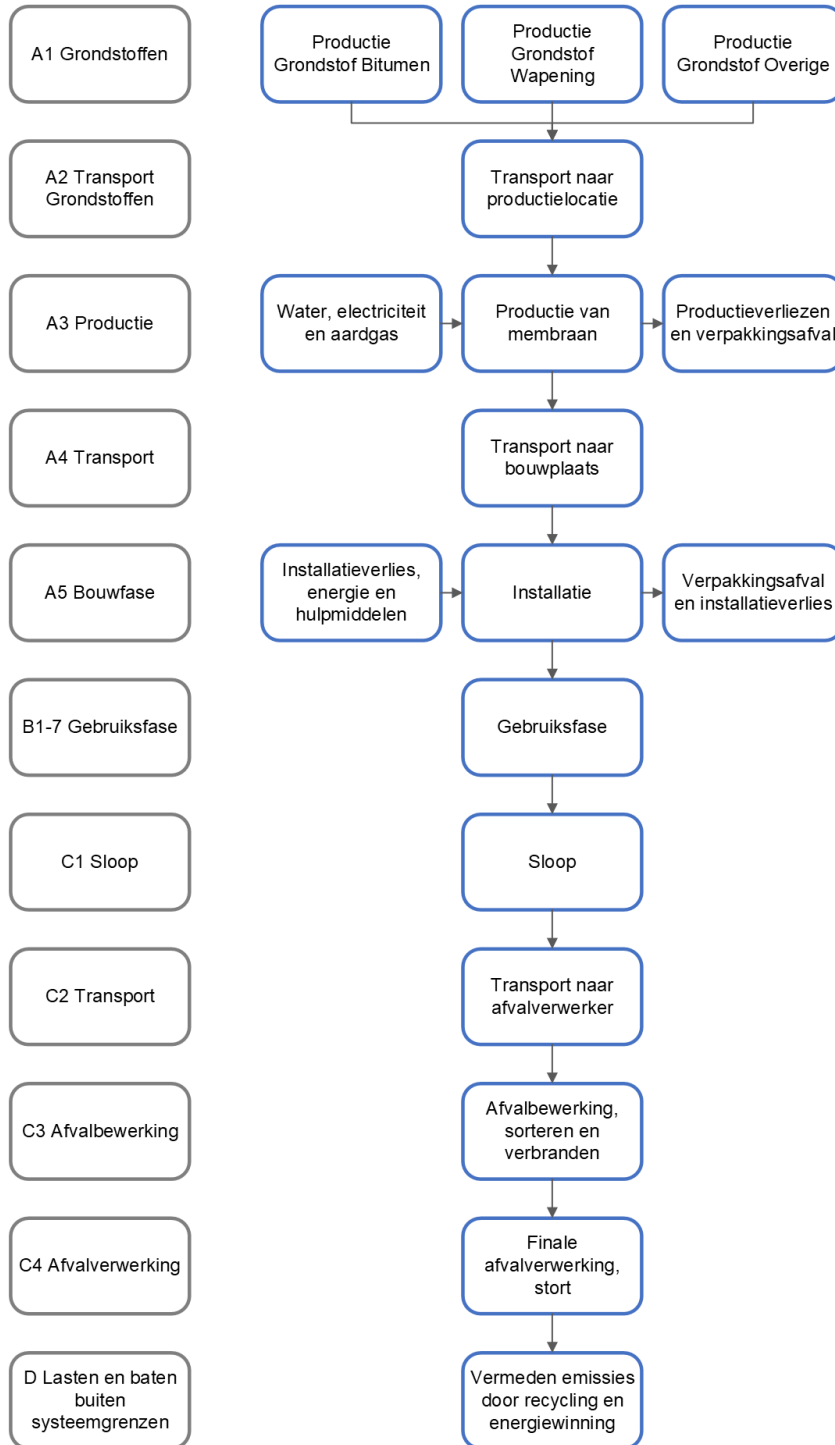 A1 Grondstoffen
Productie
Grondstof Bitumen
Productie
Grondstof
Wapening
Productie
Grondstof Overige
A2 Transport
Grondstoffen
Transport naar
productielocatie
A3 Productie
Water, electriciteit
en aardgas
Productie van
membraan
Productieverliezen
en verpakkingsafval
A4 Transport
Transport naar
bouwplaats
A5 Bouwfase
Installatieverlies,
energie en
hulpmiddelen
Installatie
Verpakkingsafval
en installatieverlies
B1-7 Gebruiksfase
Gebruiksfase
C1 Sloop
Sloop
C2 Transport
Transport naar
afvalverwerker
C3 Afvalbewerking
Afvalbewerking,
sorteren en
verbranden
C4 Afvalverwerking
Finale
afvalverwerking,
stort
D Lasten en baten
buiten
systeemgrenzen
Vermeden emissies
door recycling en
energiewinning